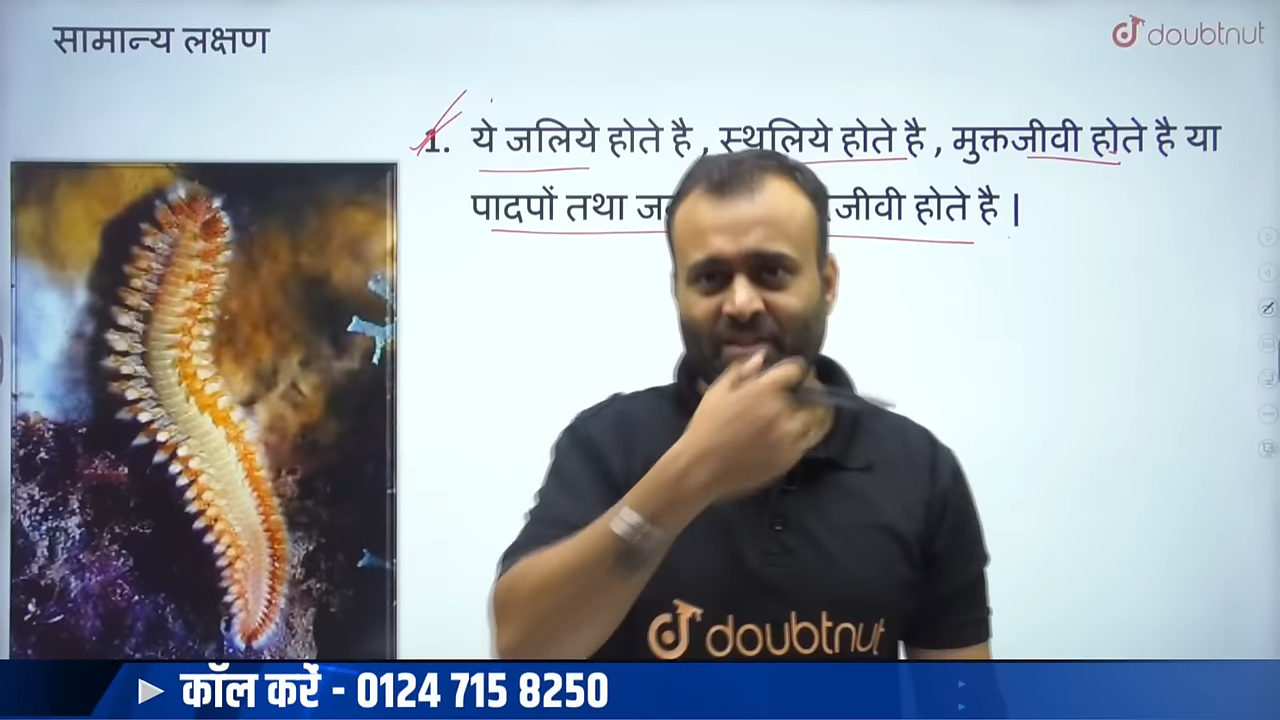 सामान्य लक्षण
doubtnut
1. ये जलिये होते है , स्थलिये होते है , मुक्तजीवी होते है या
पादपों तथा जीवी होते है |
doubtnut
कॉल करें - 0124 715 8250